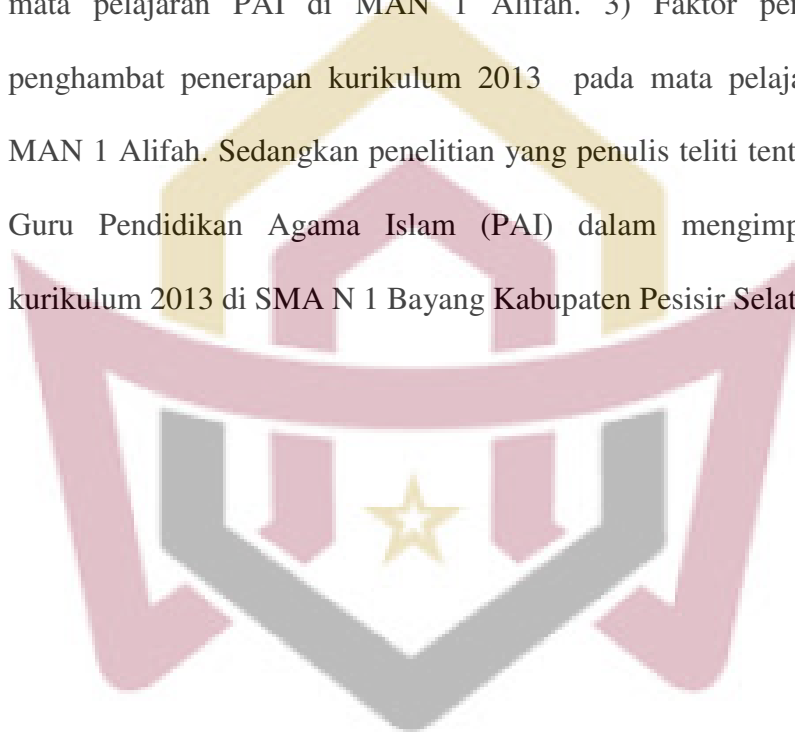 mata pelajaran PAI di MAN 1 Alifah. 3) Faktor
penghambat penerapan kurikulum 2013 pada mata
MAN 1 Alifah. Sedangkan penelitian yang penulis teliti
Guru Pendidikan Agama Islam (PAI) dalam
kurikulum 2013 di SMA N 1 Bayang Kabupaten Pesisir